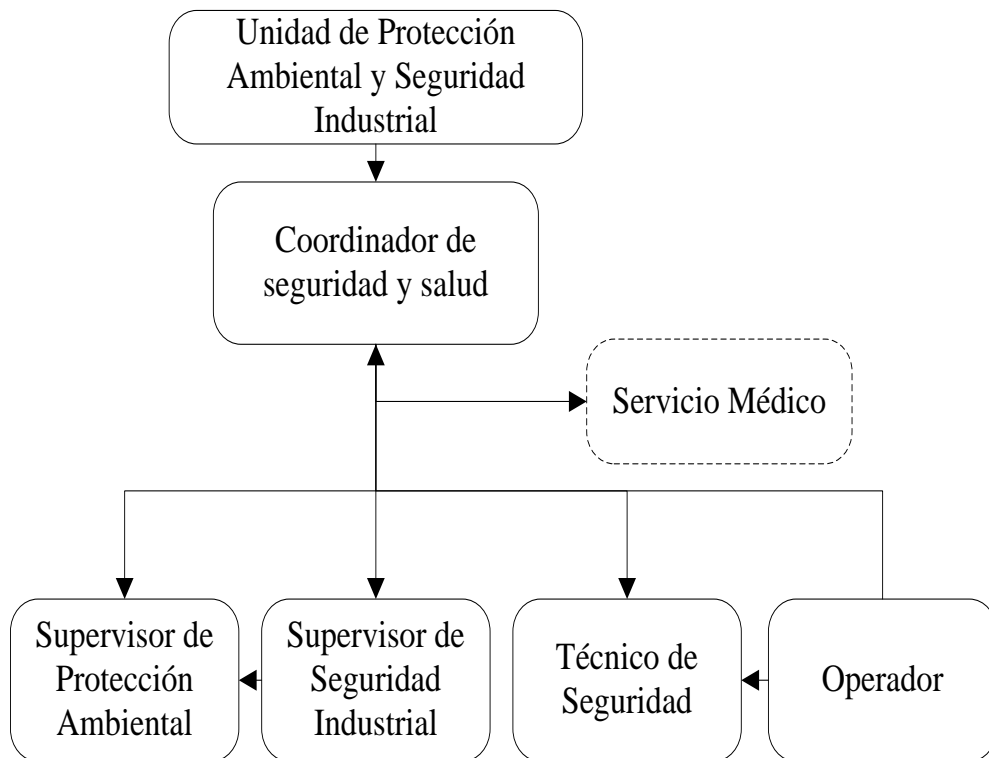 Unidad de Protección
Ambiental y Seguridad
Industrial
Coordinador de
seguridad y salud
Servicio Médico
Supervisor de
Protección
Ambiental
Supervisor de
Seguridad
Industrial
Técnico de
Seguridad
Operador